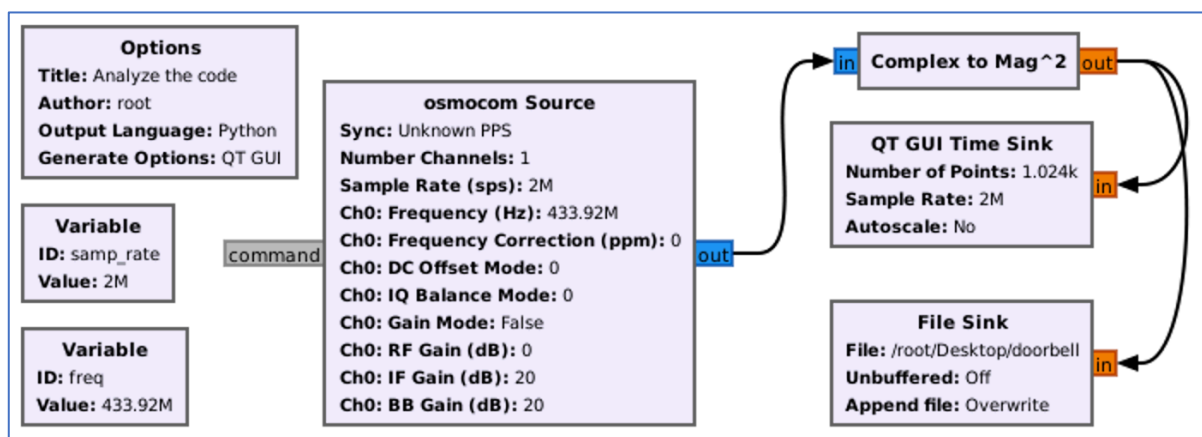 Options
Title: Analyze the code
Author: root
Output Language: Python
Generate Options: QT GUI
Variable
ID: samp_rate
Value: 2M
Variable
ID: freq
Value: 433.92M
command
osmocom Source
Sync: Unknown PPS
Number Channels: 1
Sample Rate (sps): 2M
Ch0: Frequency (Hz): 433.92M
Ch0: Frequency Correction (ppm): 0
Ch0: DC Offset Mode: 0
Ch0: IQ Balance Mode: 0
Ch0: Gain Mode: False
Ch0: RF Gain (dB): 0
Ch0: IF Gain (dB): 20
Ch0: BB Gain (dB): 20
out
in
Complex to Mag^2
out
QT GUI Time Sink
Number of Points: 1.024k
Sample Rate: 2M
Autoscale: No
in
File Sink
File: /root/Desktop/doorbell
Unbuffered: Off
Append file: Overwrite
in